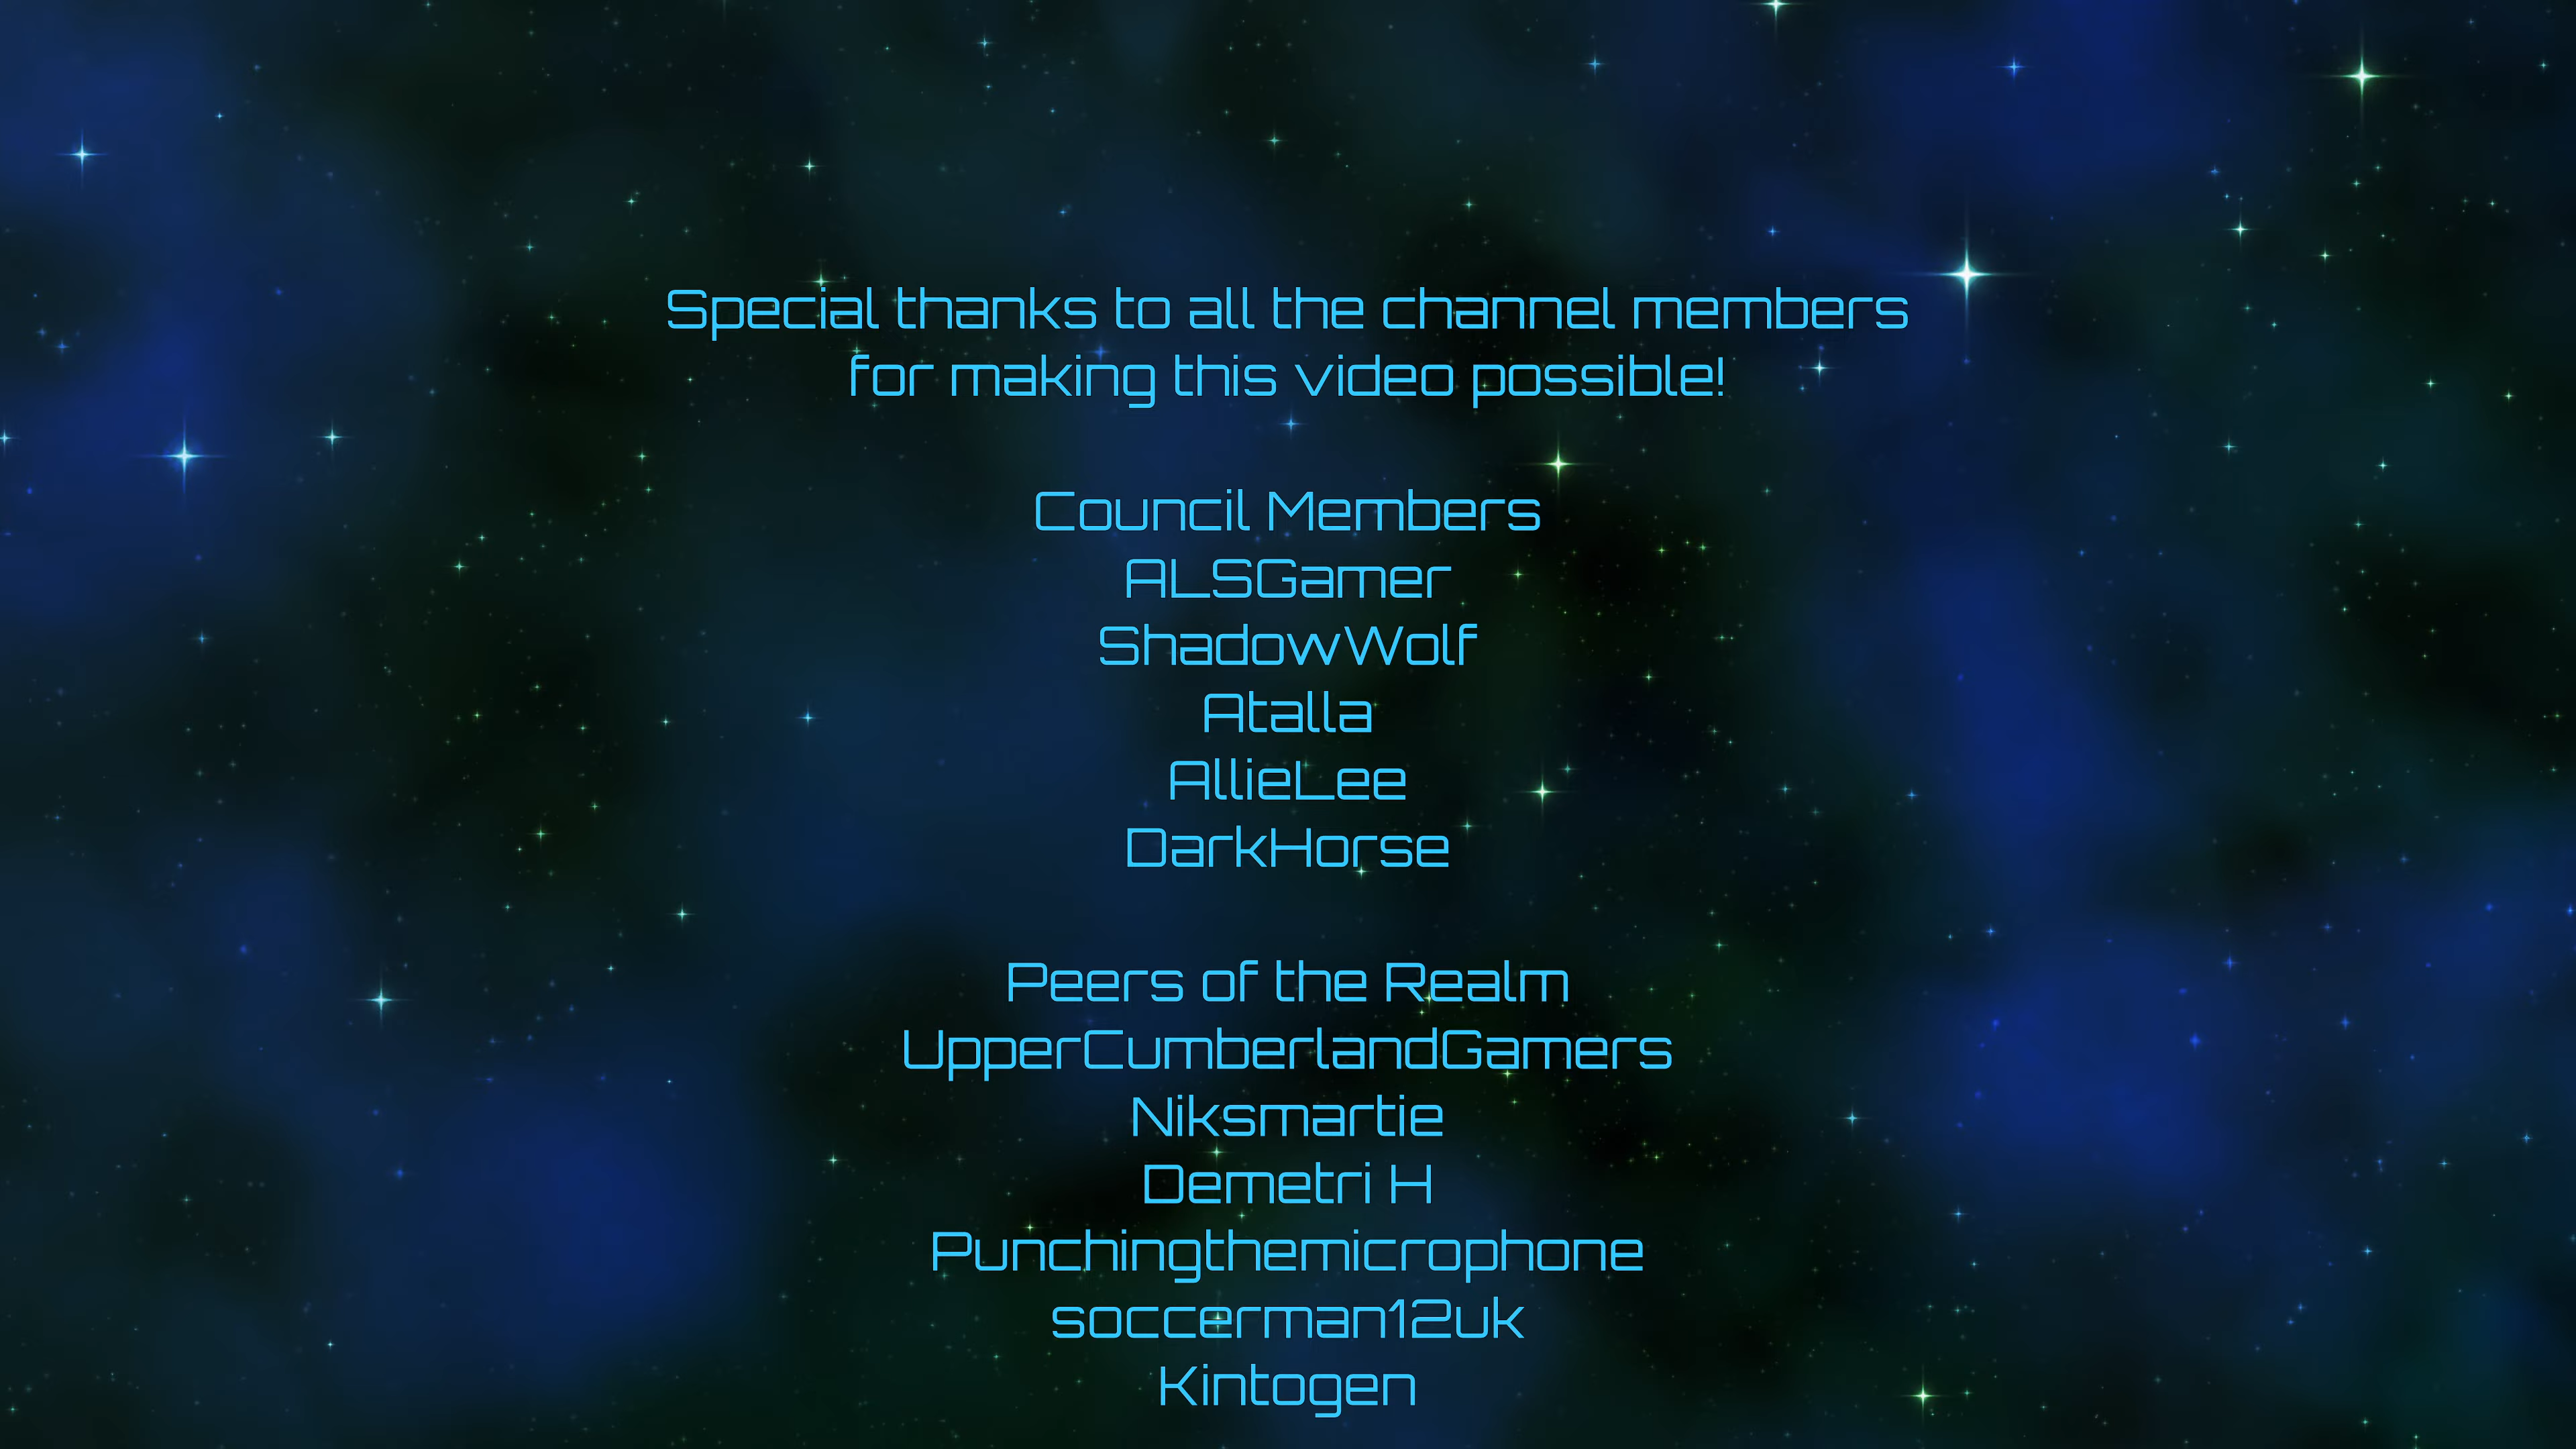 Special thanks to all the channel members
for making this video possible!
Council Members
ALSGamer
ShadowWolf
Atalla
AllieLee
DarkHorse
Peers of the Realm
UpperCumberlandGamers
Niksmartie
Demetri H
Punchingthemicrophone
soccerman12uk
Kintogen